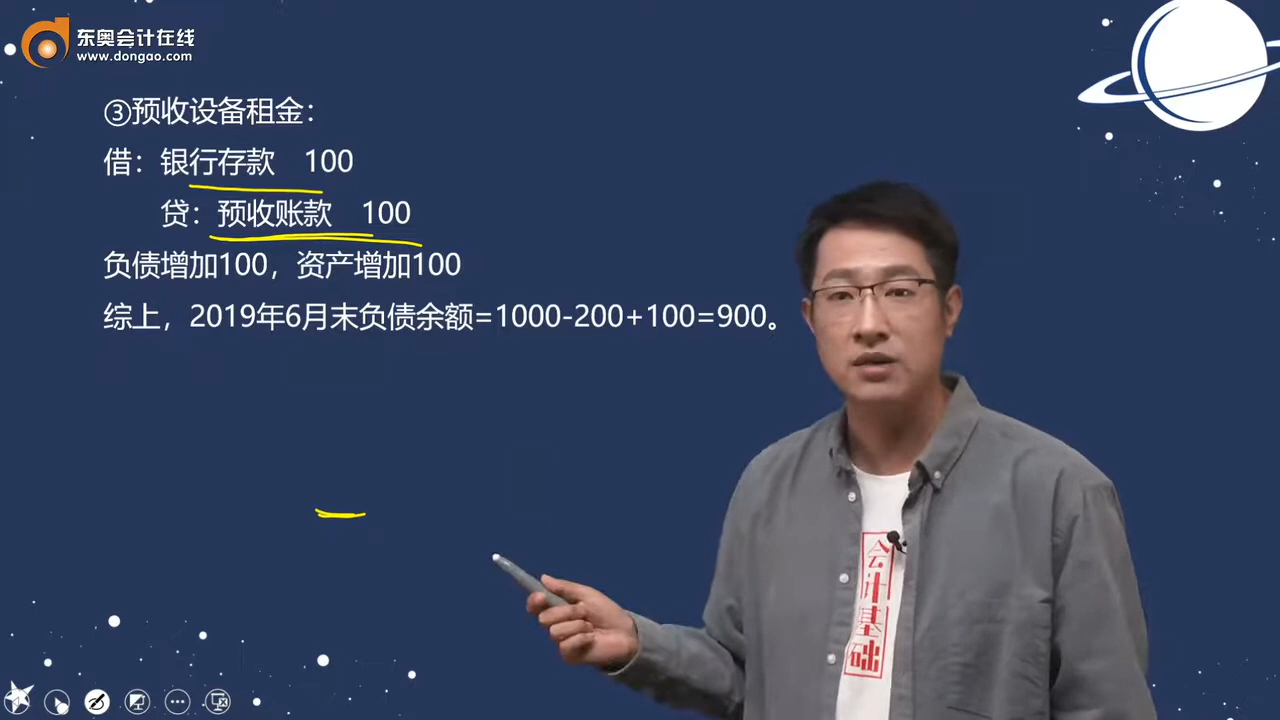 东奥会计在线
www.dongao.com
③预收设备租金：
借：银行存款 100
贷：预收账款 100
负债增加100，资产增加100
综上，2019年6月末负债余额=1000-200+100=900。
会计基础